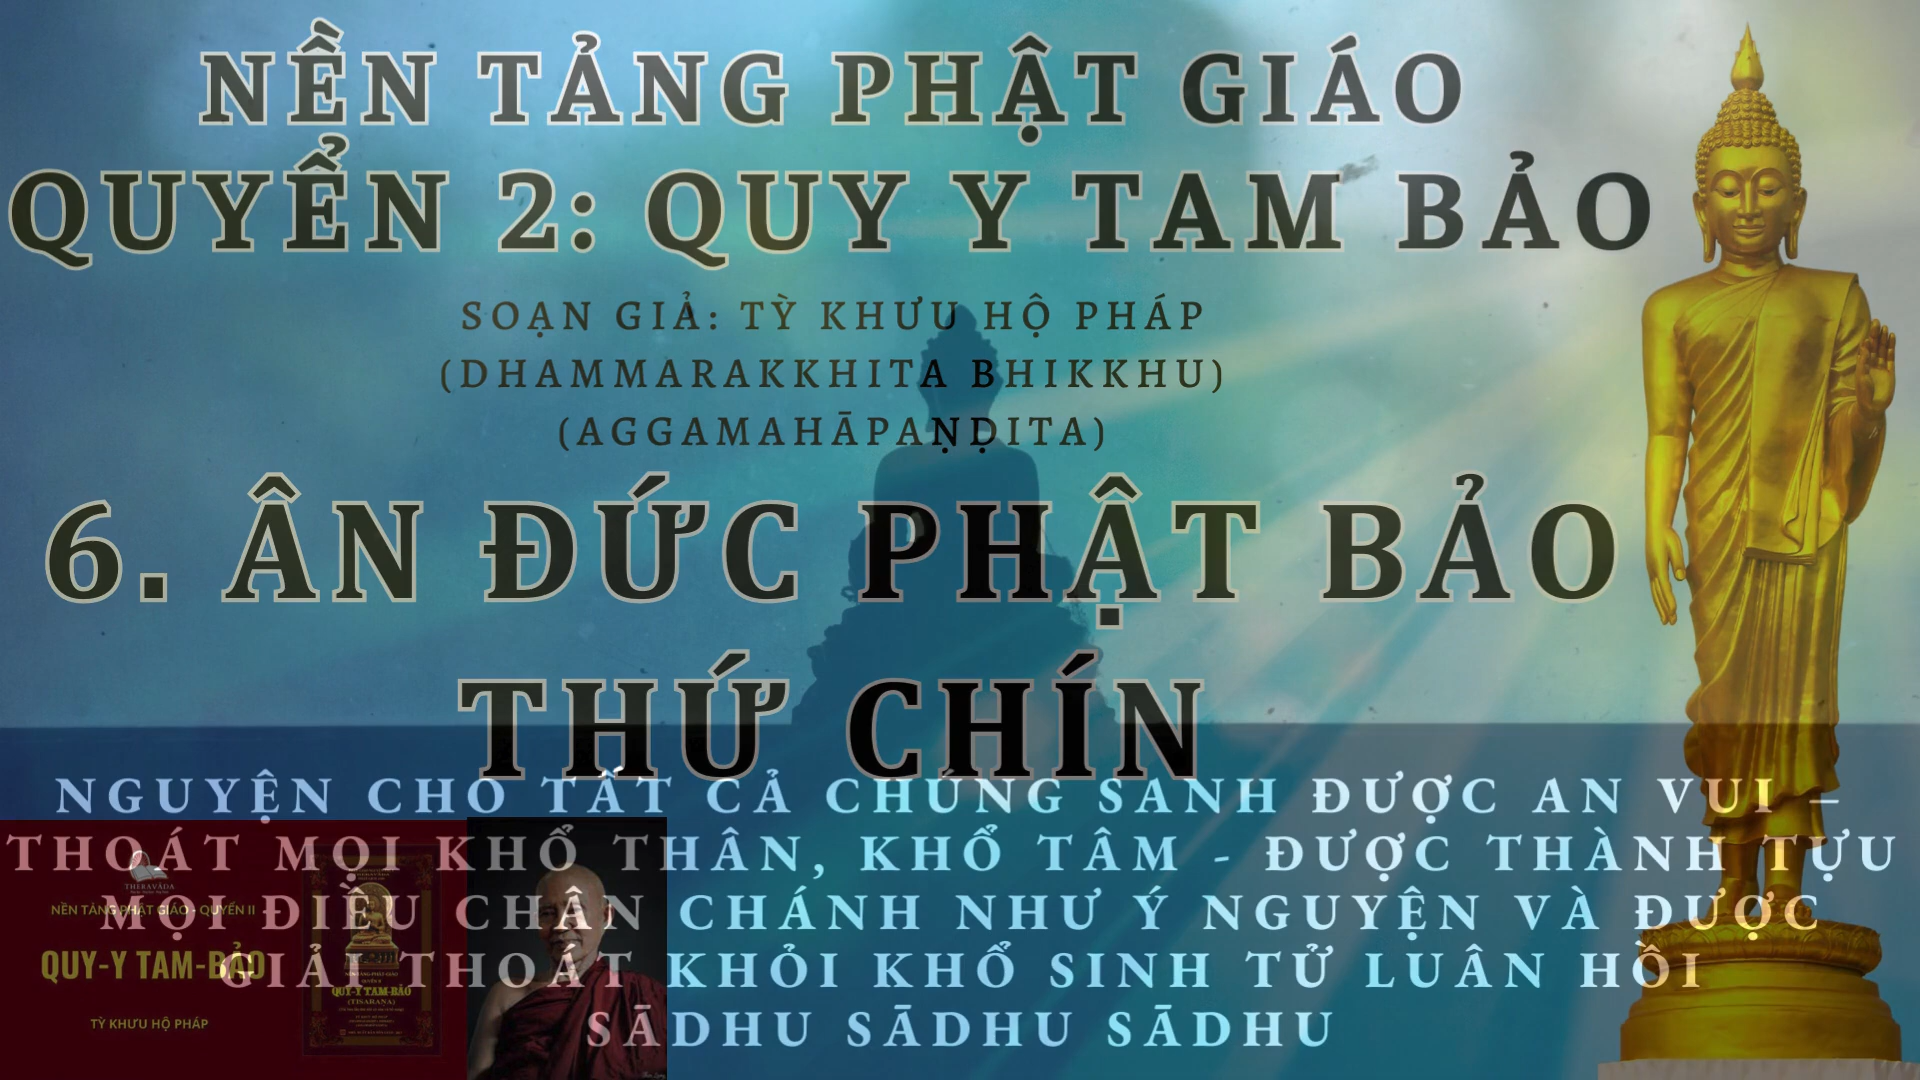 NỀN TẢNG PHẬT GIÁO
QUYỂN 2: QUY Y TAM BẢO
SOẠN GIẢ: TỲ KHƯU HỘ PHÁP
(DHAMMARAKKHITA BHIKKHU)
(AGGAMAHĀPAṆḌITA)
6. ÂN ĐỨC PHẬT BẢO
THỨ CHÍN
NGUYỆN CHO TẤT CẢ CHÚNG SANH ĐƯỢC AN VUI –
THOÁT MỌI KHỔ THÂN, KHỔ TÂM - ĐƯỢC THÀNH TỰU
MỌI ĐIỀU CHÂN CHÁNH NHƯ Ý NGUYỆN VÀ ĐƯỢC
GIẢI THOÁT KHỎI KHỔ SINH TỬ LUÂN HỒI
SĀDHU SĀDHU SĀDHU
THERAVĀDA
NỀN TẢNG PHẬT GIÁO - QUYỂN II
QUY-Y TAM-BẢO
TỲ KHƯU HỘ PHÁP
QUY-Y TAM-BẢO
(TISARAṆA)